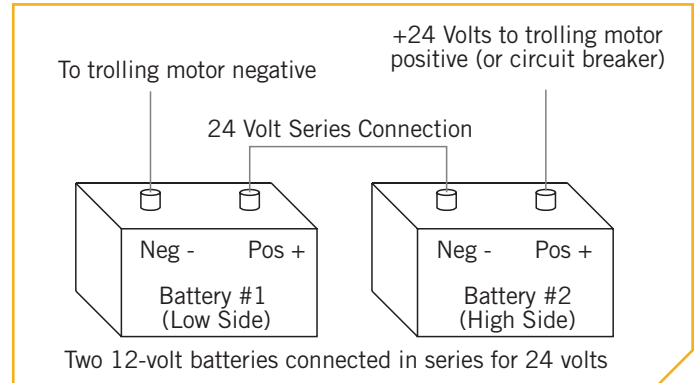 +24 Volts to trolling motor
positive (or circuit breaker)
To trolling motor negative
24 Volt Series Connection
Neg - Pos +
Battery #1
(Low Side)
Neg - Pos +
Battery #2
(High Side)
Two 12-volt batteries connected in series for 24 volts